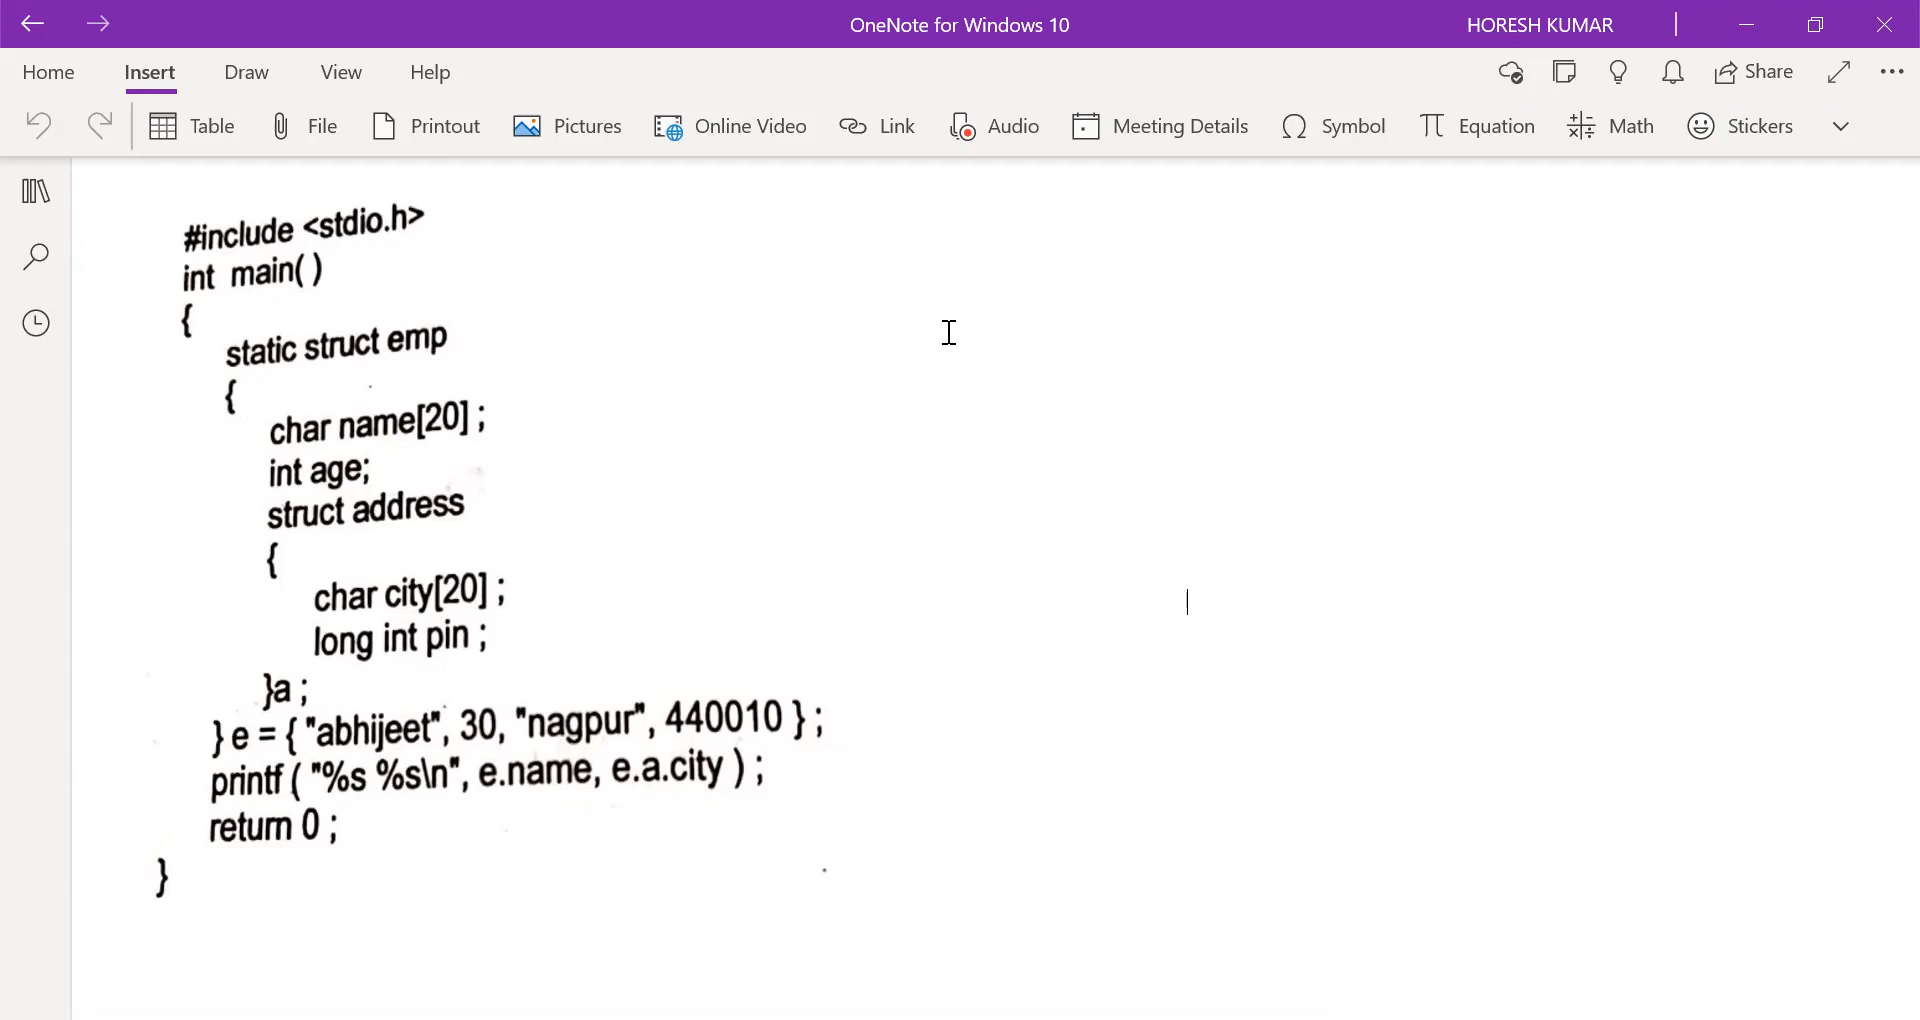 OneNote for Windows 10
HORESH KUMAR
Home Insert Draw View Help
Share
Table File Printout Pictures Online Video Link Audio Meeting Details Symbol Equation Math Stickers
#include <stdio.h>
int main( )
{
static struct emp
{
char name[20] ;
int age;
struct address
{
char city[20] ;
long int pin ;
}a ;
} e = { "abhijeet", 30, "nagpur", 440010 } ;
printf ( "%s %s\n", e.name, e.a.city ) ;
return 0 ;
}